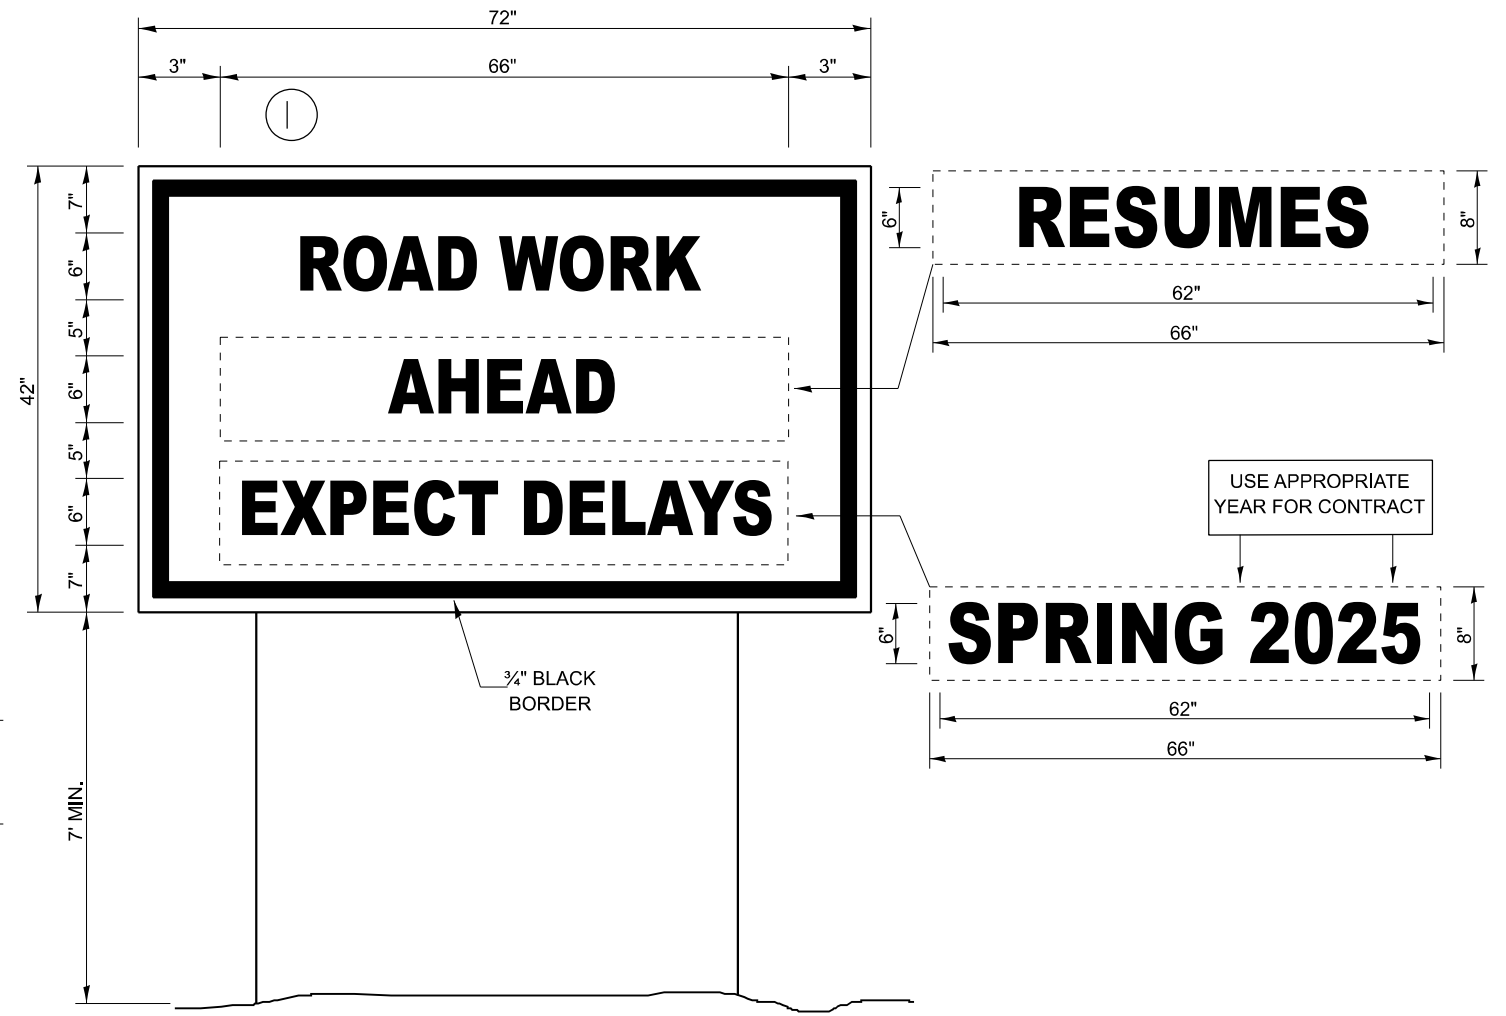 72"
3" 66" 3"
|
42"
7"
6"
5"
6"
5"
6"
7"
7' MIN.
ROAD WORK
AHEAD
EXPECT DELAYS
¾" BLACK
BORDER
6"
RESUMES
8"
62"
66"
USE APPROPRIATE
YEAR FOR CONTRACT
6"
SPRING 2025
8"
62"
66"